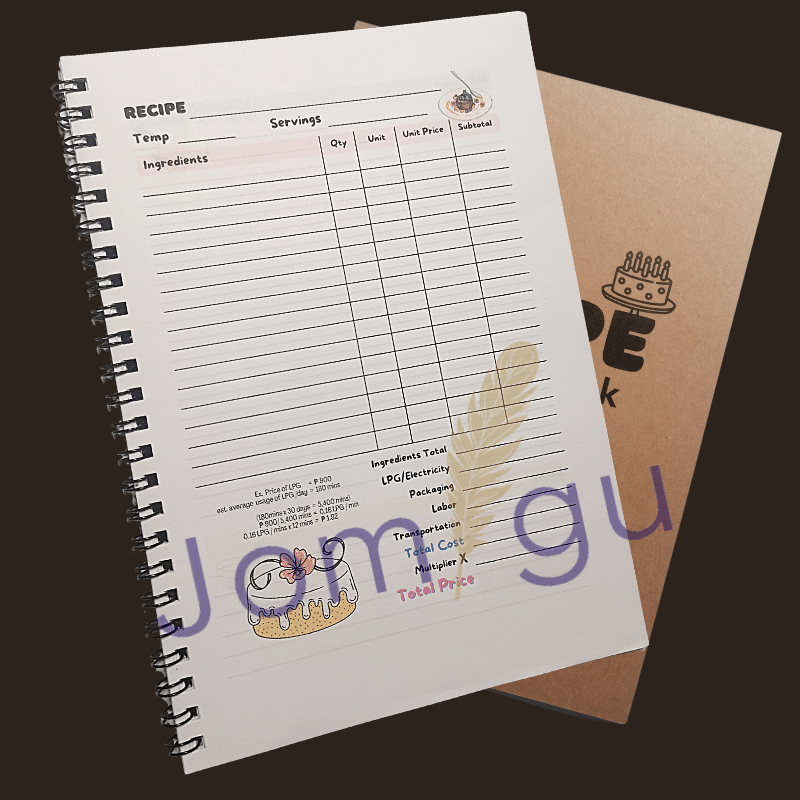 RECIPE
Temp
Servings
Ingredients
Qty
Unit
Unit Price
Subtotal
Ingredients Total
LPG/Electricity
Packaging
Labor
Transportation
Total Cost
Multiplier X
Total Price
Ex. Price of LPG = ₱ 900
est. average usage of LPG /day = 180 mins
(180mins x 30 days = 5,400 mins)
₱ 900/5,400 mins = 0.16 LPG / min
0.16 LPG / mins x 12 mins = ₱ 1.92
PE
k
Jom gu